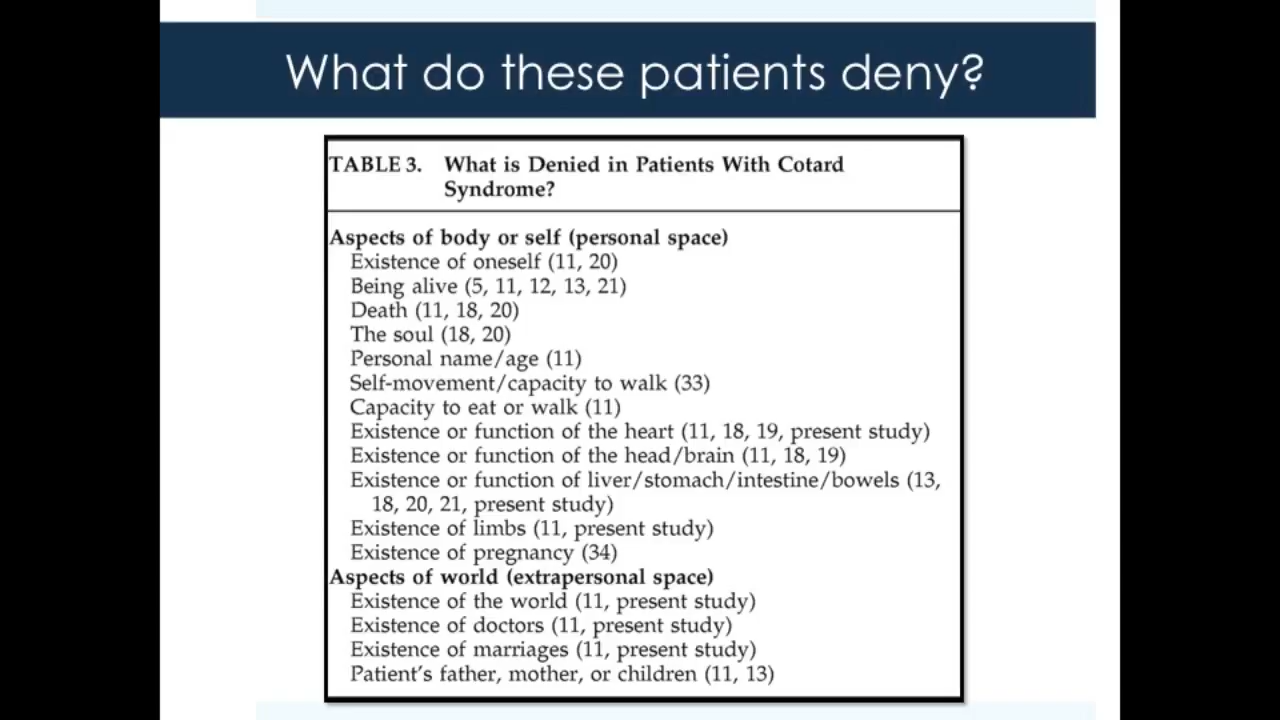 What do these patients deny?
TABLE 3. What is Denied in Patients With Cotard
Syndrome?
Aspects of body or self (personal space)
Existence of oneself (11, 20)
Being alive (5, 11, 12, 13, 21)
Death (11, 18, 20)
The soul (18, 20)
Personal name/age (11)
Self-movement/capacity to walk (33)
Capacity to eat or walk (11)
Existence or function of the heart (11, 18, 19, present study)
Existence or function of the head/brain (11, 18, 19)
Existence or function of liver/stomach/intestine/bowels (13,
18, 20, 21, present study)
Existence of limbs (11, present study)
Existence of pregnancy (34)
Aspects of world (extrapersonal space)
Existence of the world (11, present study)
Existence of doctors (11, present study)
Existence of marriages (11, present study)
Patient's father, mother, or children (11, 13)